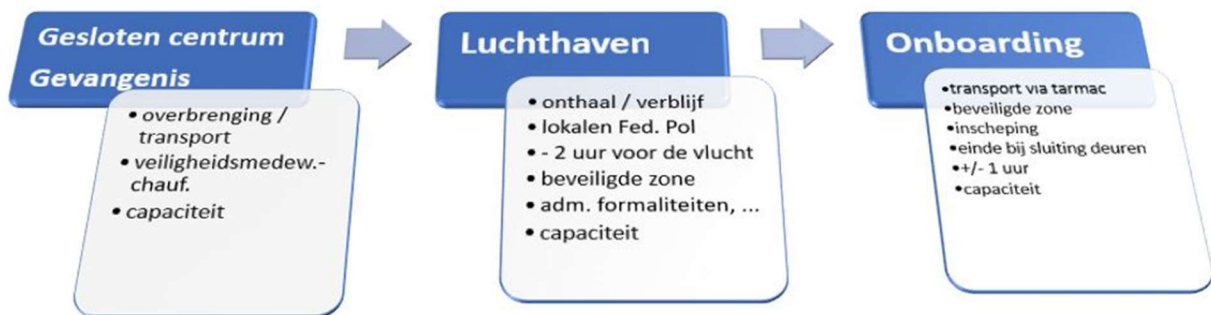 Gesloten centrum
Gevangenis
• overbrenging /
transport
• veiligheidsmedew.-
chauf.
• capaciteit
Luchthaven
• onthaal / verblijf
• lokalen Fed. Pol
• - 2 uur voor de vlucht
• beveiligde zone
• adm. formaliteiten, ...
• capaciteit
Onboarding
•transport via tarmac
•beveiligde zone
•inscheping
•einde bij sluiting deuren
•+/- 1 uur
•capaciteit